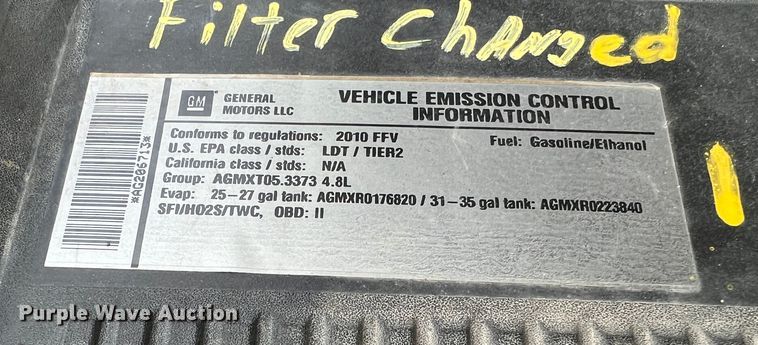 Filter Changed
GM
GENERAL
MOTORS LLC
VEHICLE EMISSION CONTROL
INFORMATION
Conforms to regulations: 2010 FFV
Fuel: Gasoline/Ethanol
U.S. EPA class / stds: LDT / TIER2
California class / stds: N/A
Group: AGMXT05.3373 4.8L
Evap: 25-27 gal tank: AGMXR0176820 / 31-35 gal tank: AGMXR0223840
SFI/HO2S/TWC, OBD: II
*AG206713*
Purple Wave Auction